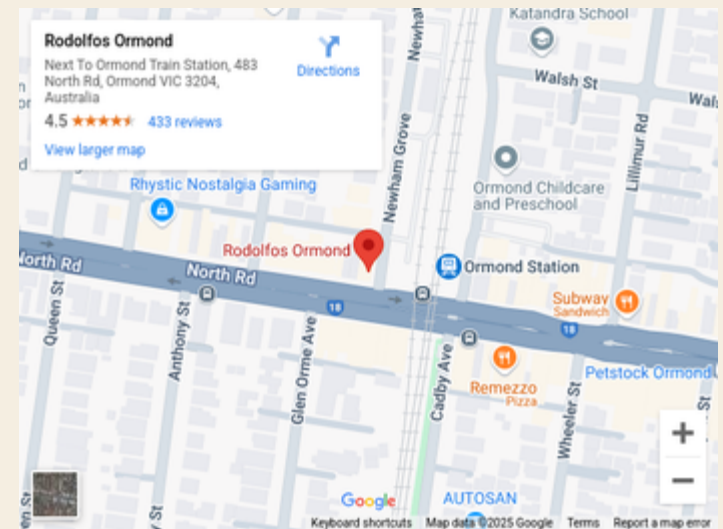 Rodolfos Ormond
Next To Ormond Train Station, 483
North Rd, Ormond VIC 3204,
Australia
4.5
433 reviews
View larger map
Directions
Katandra School
Walsh St
Newham Grove
Lillimur Rd
Ormond Childcare
and Preschool
Rhystic Nostalgia Gaming
Rodolfos Ormond
Ormond Station
North Rd
North Rd
18
Subway
Sandwich
18
Queen St
Anthony St
Glen Orme Ave
Cadby Ave
Remezzo
Pizza
Petstock Ormond
Wheeler St
St
St
AUTOSAN
Google
Keyboard shortcuts
Map data ©2025 Google
Terms
Report a map error